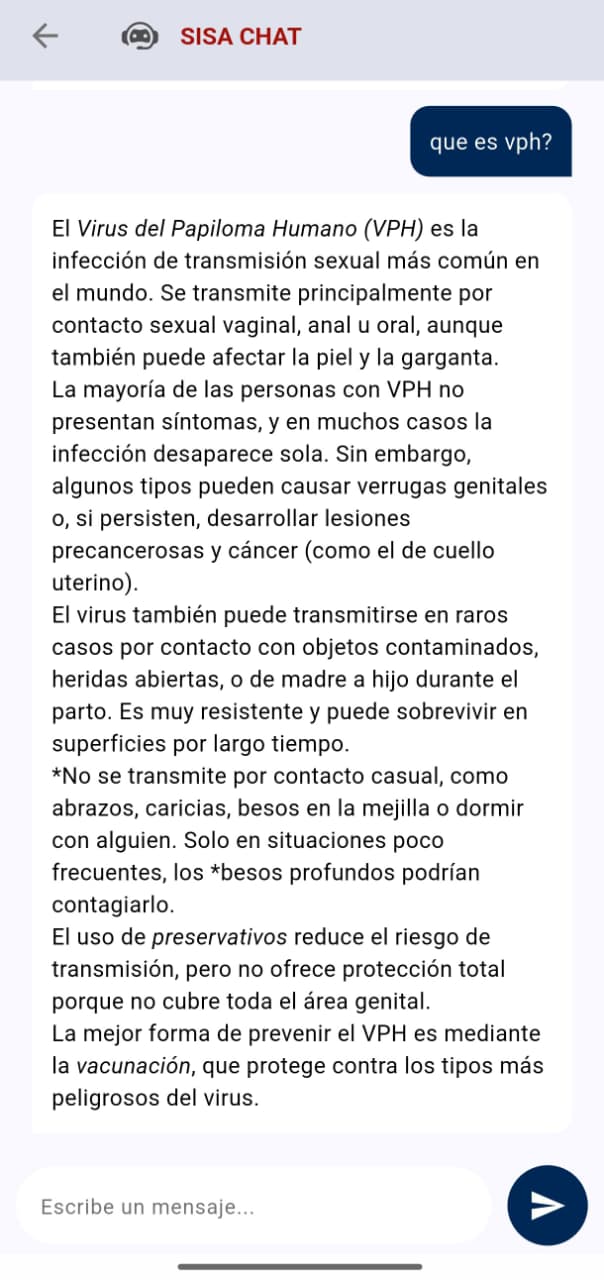 SISA CHAT
que es vph?
El Virus del Papiloma Humano (VPH) es la
infección de transmisión sexual más común en
el mundo. Se transmite principalmente por
contacto sexual vaginal, anal u oral, aunque
también puede afectar la piel y la garganta.
La mayoría de las personas con VPH no
presentan síntomas, y en muchos casos la
infección desaparece sola. Sin embargo,
algunos tipos pueden causar verrugas genitales
o, si persisten, desarrollar lesiones
precancerosas y cáncer (como el de cuello
uterino).
El virus también puede transmitirse en raros
casos por contacto con objetos contaminados,
heridas abiertas, o de madre a hijo durante el
parto. Es muy resistente y puede sobrevivir en
superficies por largo tiempo.
*No se transmite por contacto casual, como
abrazos, caricias, besos en la mejilla o dormir
con alguien. Solo en situaciones poco
frecuentes, los *besos profundos podrían
contagiarlo.
El uso de preservativos reduce el riesgo de
transmisión, pero no ofrece protección total
porque no cubre toda el área genital.
La mejor forma de prevenir el VPH es mediante
la vacunación, que protege contra los tipos más
peligrosos del virus.
Escribe un mensaje...